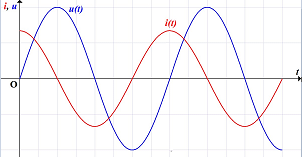 i, u
u(t)
i(t)
t
O